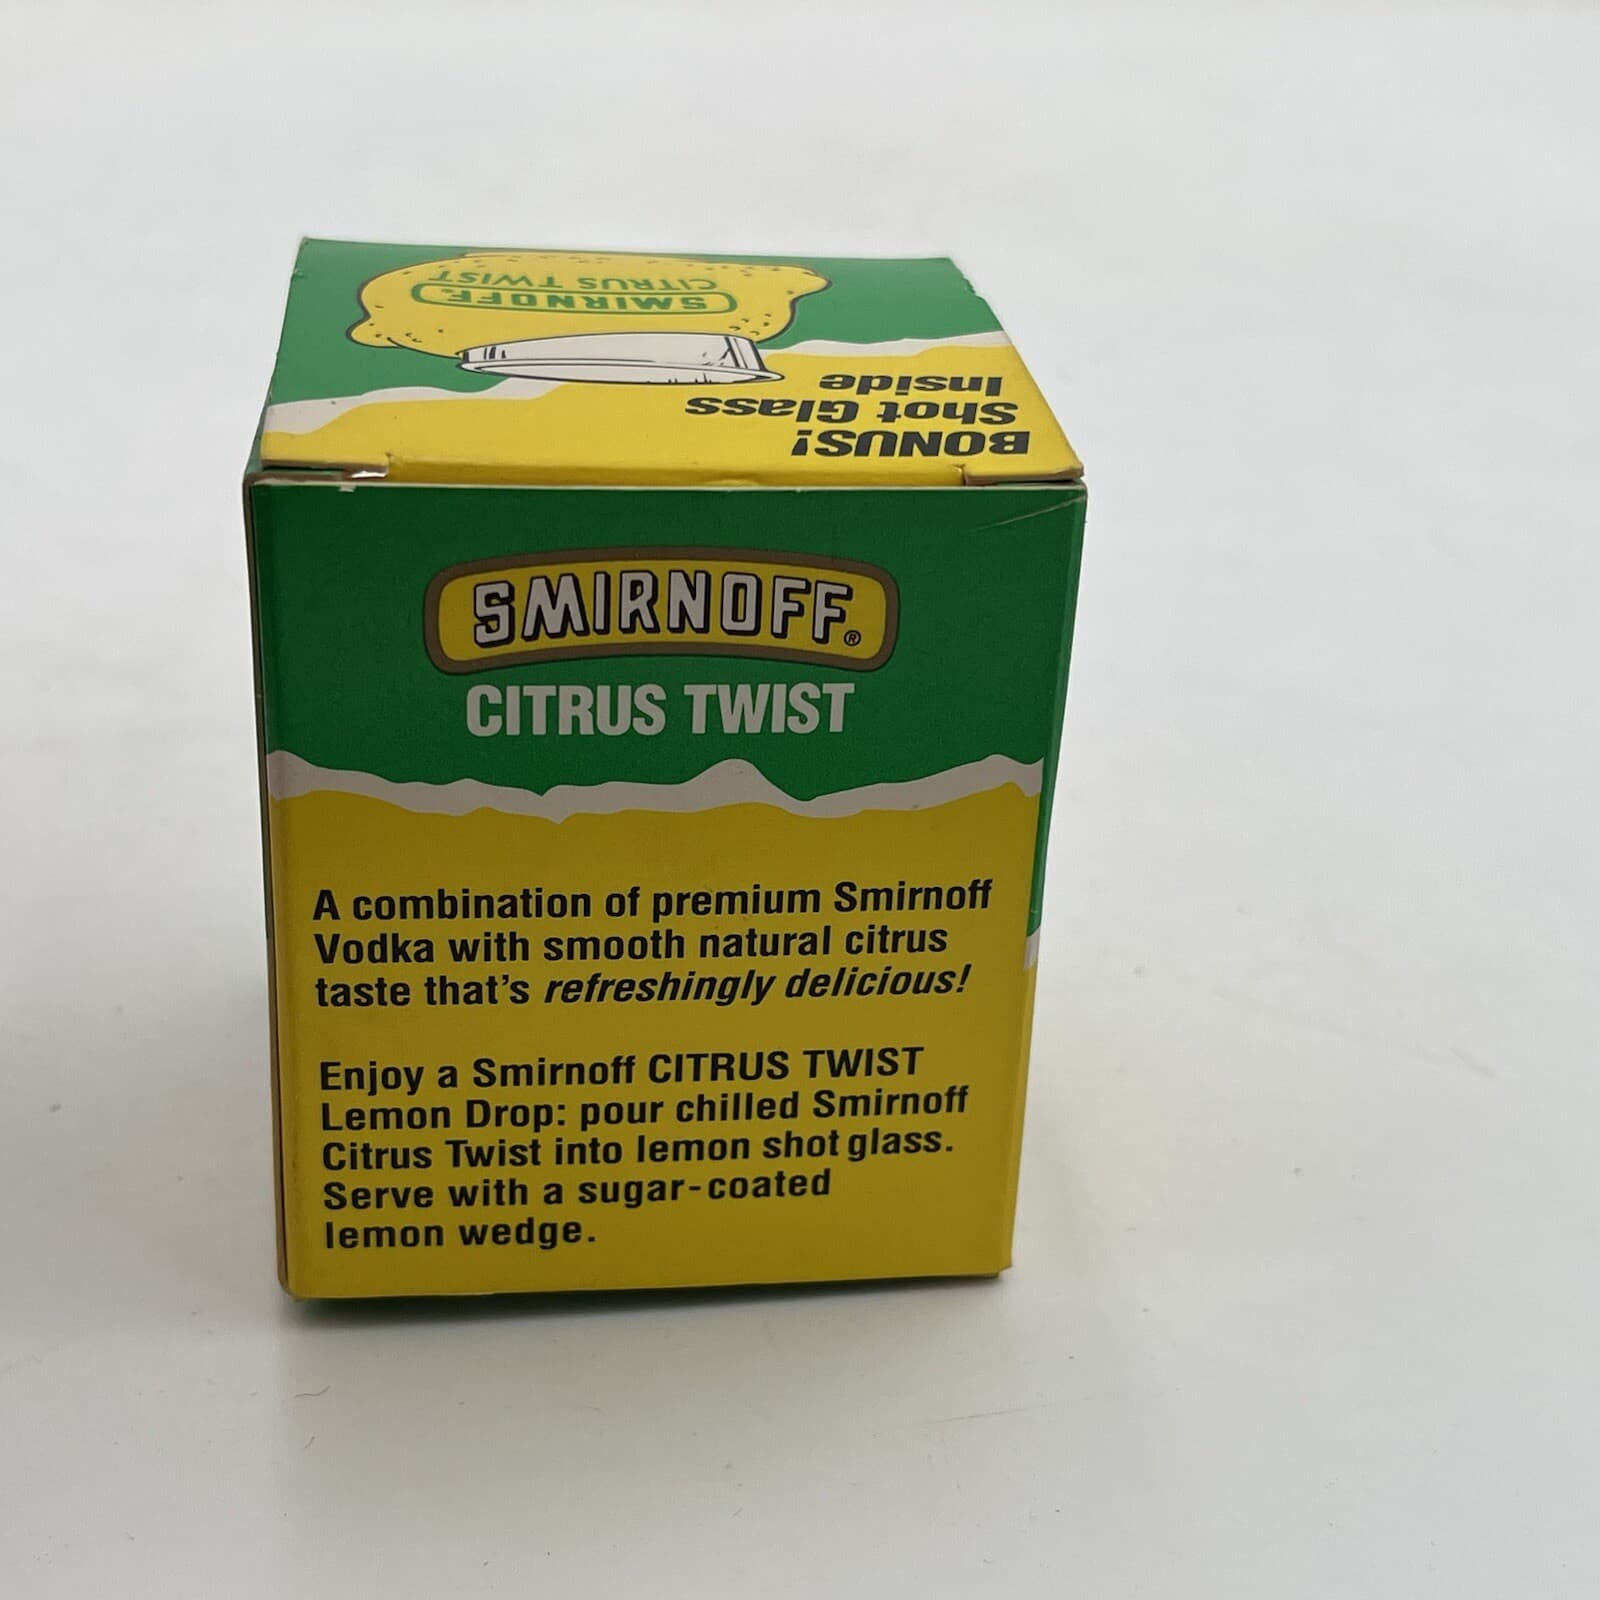 SMIRNOFF
CITRUS TWIST
BONUS!
Shot Glass
Inside
SMIRNOFF®
CITRUS TWIST
A combination of premium Smirnoff
Vodka with smooth natural citrus
taste that's refreshingly delicious!
Enjoy a Smirnoff CITRUS TWIST
Lemon Drop: pour chilled Smirnoff
Citrus Twist into lemon shot glass.
Serve with a sugar-coated
lemon wedge.